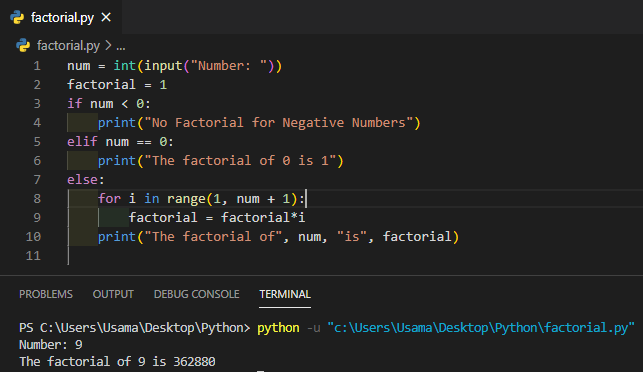 factorial.py ×
factorial.py > ...
1 num = int(input("Number: "))
2 factorial = 1
3 if num < 0:
4     print("No Factorial for Negative Numbers")
5 elif num == 0:
6     print("The factorial of 0 is 1")
7 else:
8     for i in range(1, num + 1):
9         factorial = factorial*i
10     print("The factorial of", num, "is", factorial)
11
PROBLEMS OUTPUT DEBUG CONSOLE TERMINAL
PS C:\Users\Usama\Desktop\Python> python -u "c:\Users\Usama\Desktop\Python\factorial.py"
Number: 9
The factorial of 9 is 362880